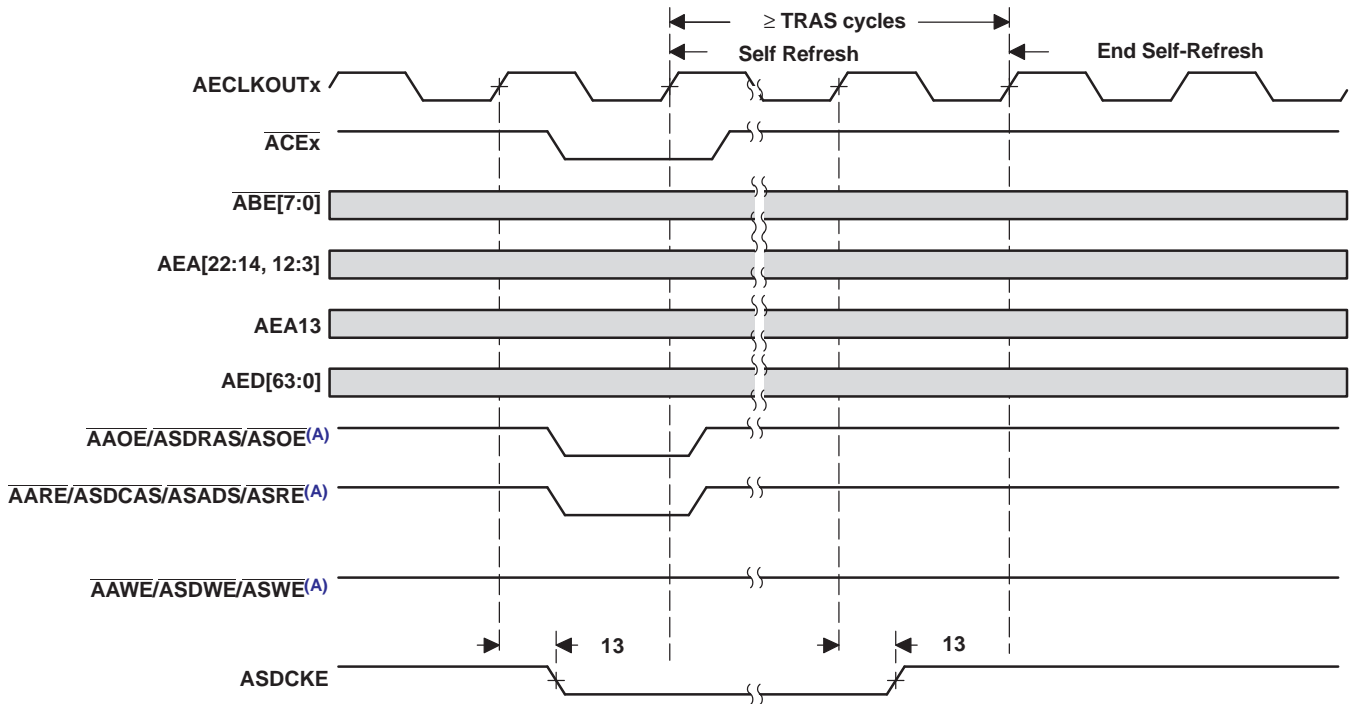 ≥ TRAS cycles
Self Refresh
End Self-Refresh
AECLKOUTx
ACEx
ABE[7:0]
AEA[22:14, 12:3]
AEA13
AED[63:0]
AAOE/ASDRAS/ASOE(A)
AARE/ASDCAS/ASADS/ASRE(A)
AAWE/ASDWE/ASWE(A)
13
13
ASDCKE